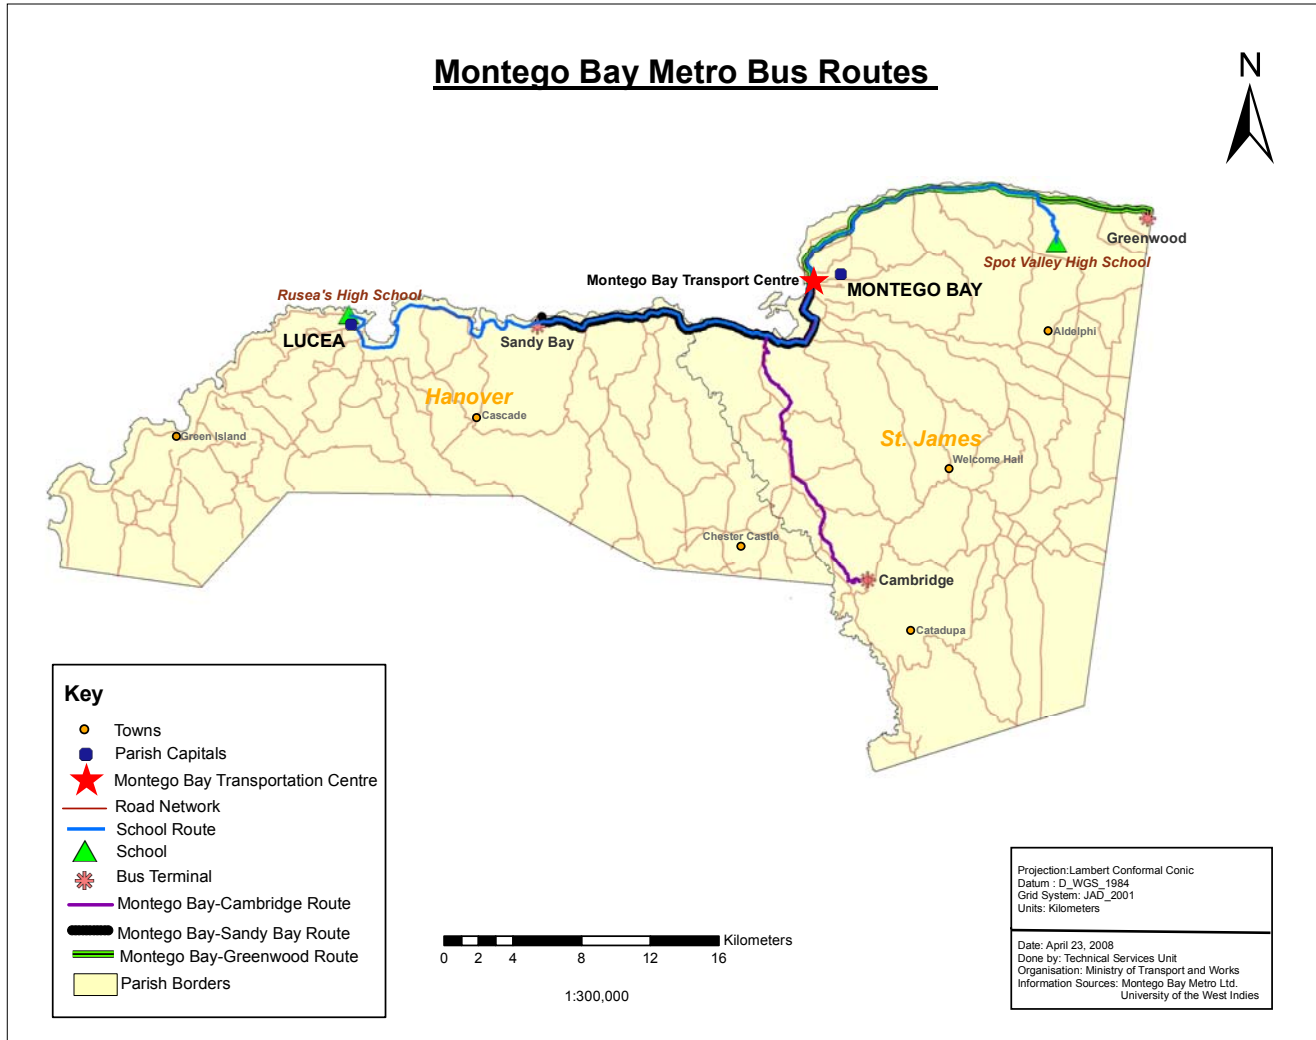 Montego Bay Metro Bus Routes
N
Greenwood
Spot Valley High School
Montego Bay Transport Centre
MONTEGO BAY
Rusea's High School
LUCEA
Sandy Bay
Aldelphi
Hanover
Cascade
Green Island
St. James
Welcome Hall
Chester Castle
Cambridge
Catadupa
Key
Towns
Parish Capitals
Montego Bay Transportation Centre
Road Network
School Route
School
Bus Terminal
Montego Bay-Cambridge Route
Montego Bay-Sandy Bay Route
Montego Bay-Greenwood Route
Parish Borders
Kilometers
0 2 4 8 12 16
1:300,000
Projection:Lambert Conformal Conic
Datum : D_WGS_1984
Grid System: JAD_2001
Units: Kilometers
Date: April 23, 2008
Done by: Technical Services Unit
Organisation: Ministry of Transport and Works
Information Sources: Montego Bay Metro Ltd.
University of the West Indies